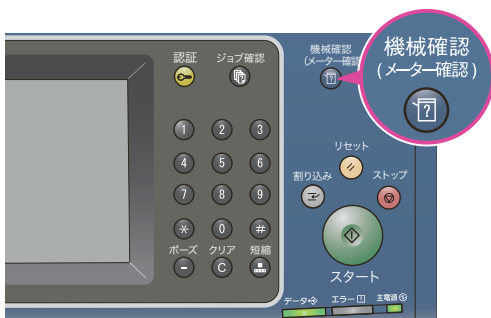 認証
ジョブ確認
機械確認
(メーター確認)
機械確認
(メーター確認)
?
?
1 2 3
4 5 6
7 8 9
* 0 #
リセット
割り込み
ストップ
ポーズ
クリア
短縮
- C
スタート
データ
エラー
主電源